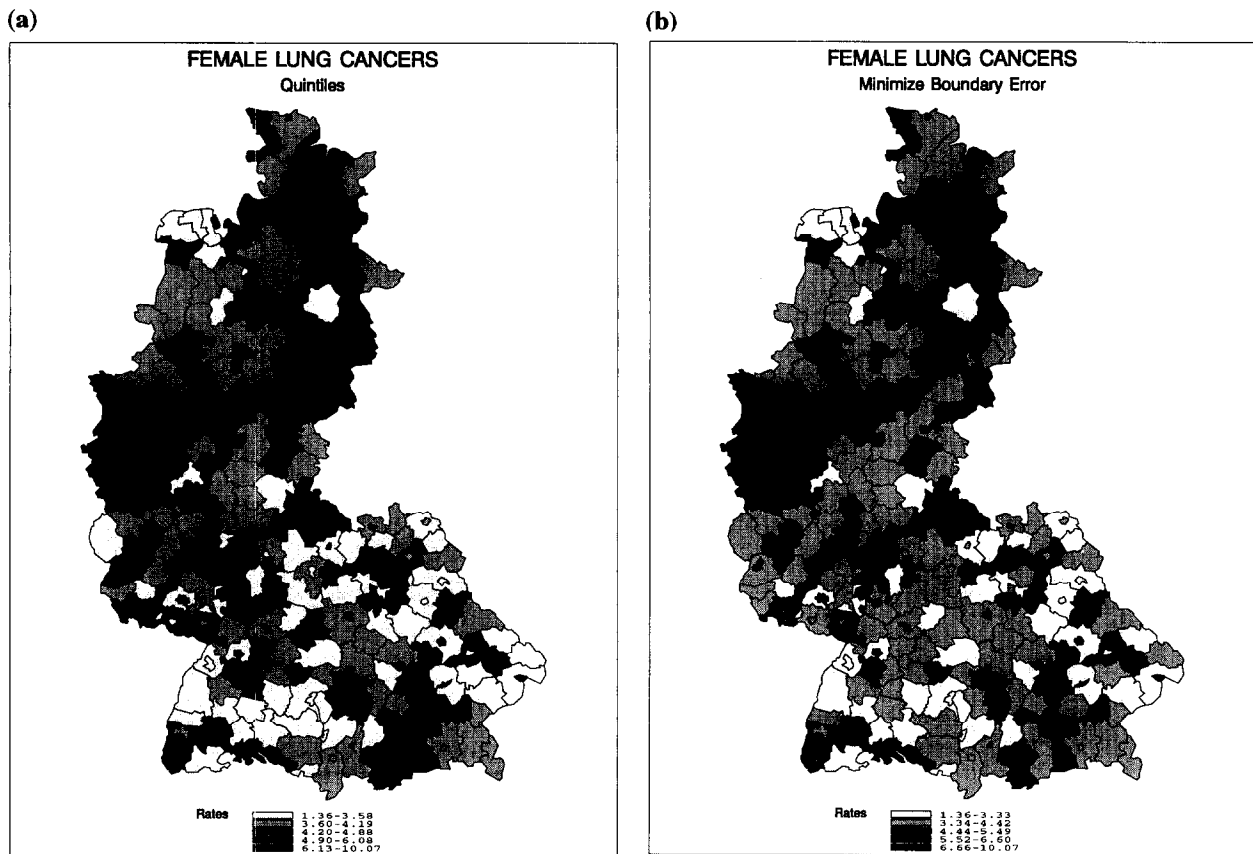 (a)
FEMALE LUNG CANCERS
Quintiles
Rates
1.36-3.58
3.60-4.19
4.20-4.88
4.90-6.08
6.13-10.07
(b)
FEMALE LUNG CANCERS
Minimize Boundary Error
Rates
1.36-3.33
3.34-4.42
4.44-5.49
5.52-6.60
6.66-10.07